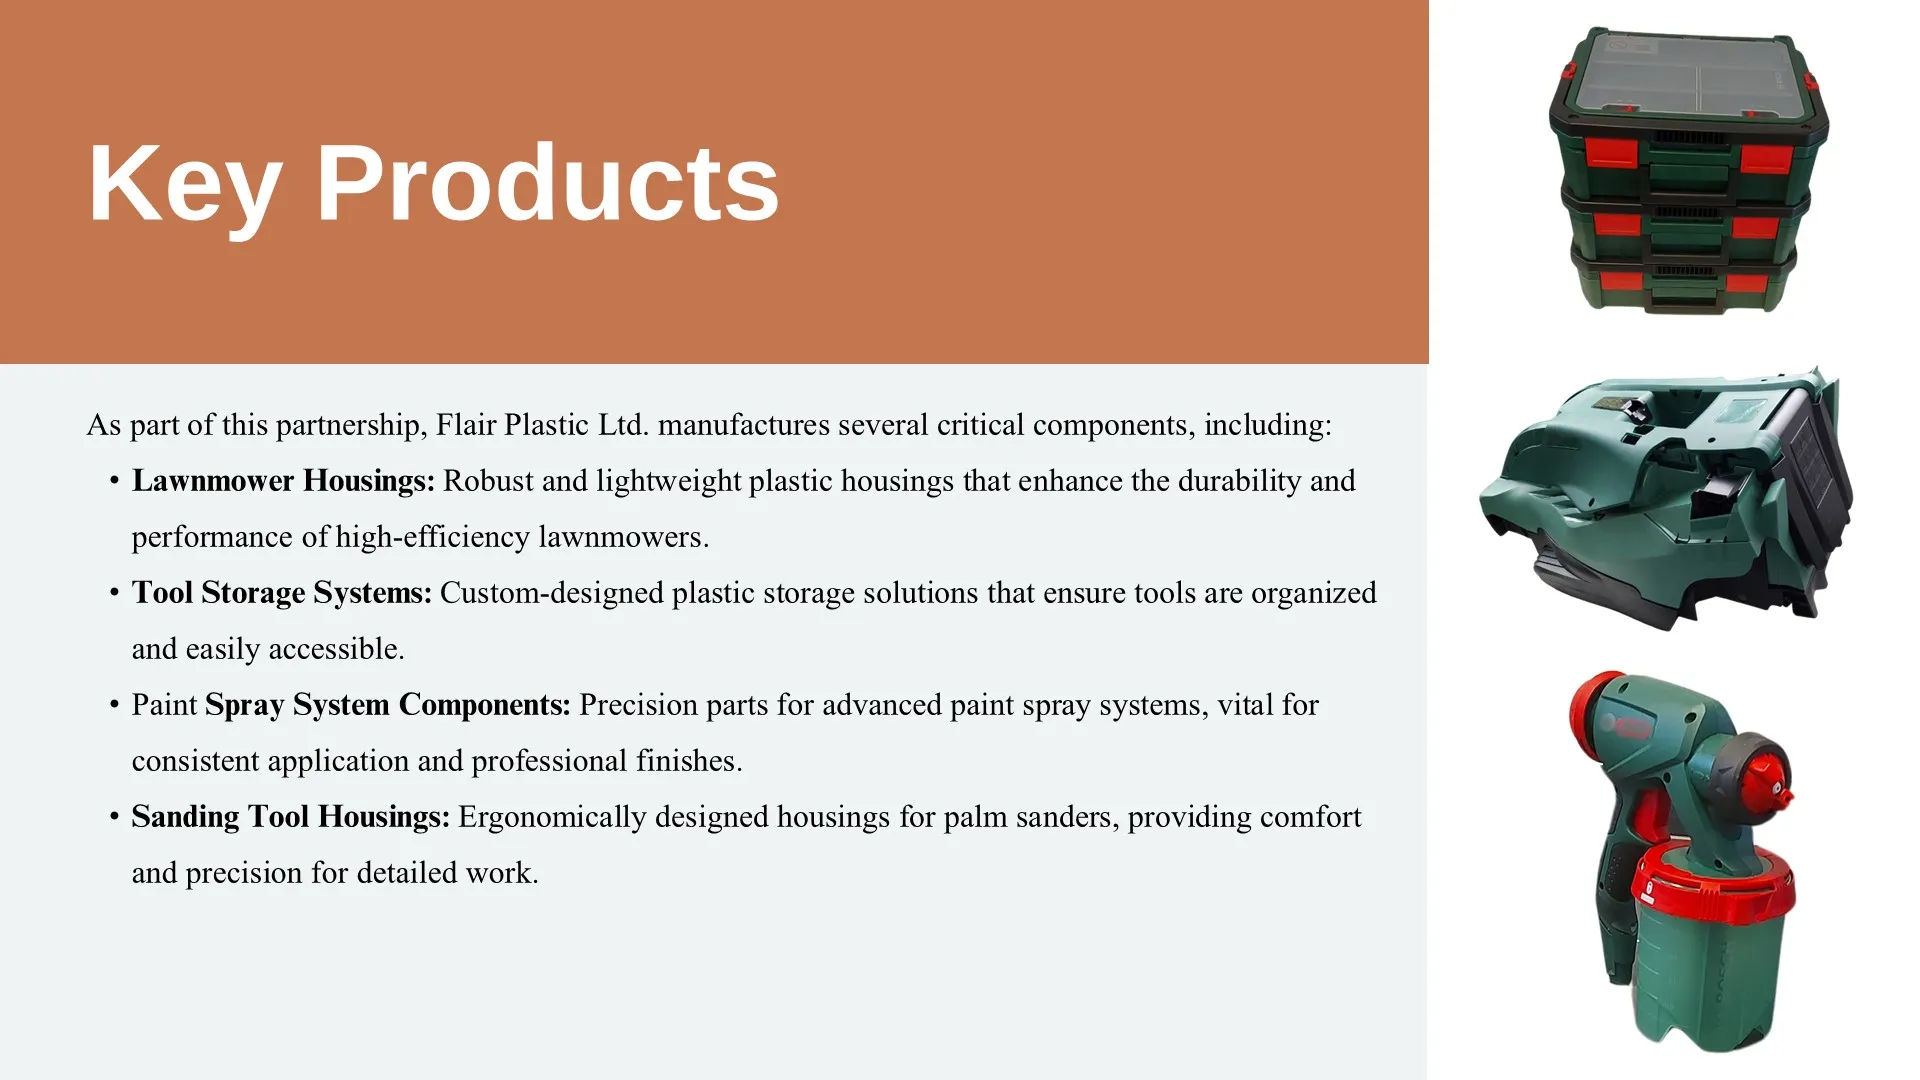 Key Products
As part of this partnership, Flair Plastic Ltd. manufactures several critical components, including:
• Lawnmower Housings: Robust and lightweight plastic housings that enhance the durability and
performance of high-efficiency lawnmowers.
• Tool Storage Systems: Custom-designed plastic storage solutions that ensure tools are organized
and easily accessible.
• Paint Spray System Components: Precision parts for advanced paint spray systems, vital for
consistent application and professional finishes.
• Sanding Tool Housings: Ergonomically designed housings for palm sanders, providing comfort
and precision for detailed work.